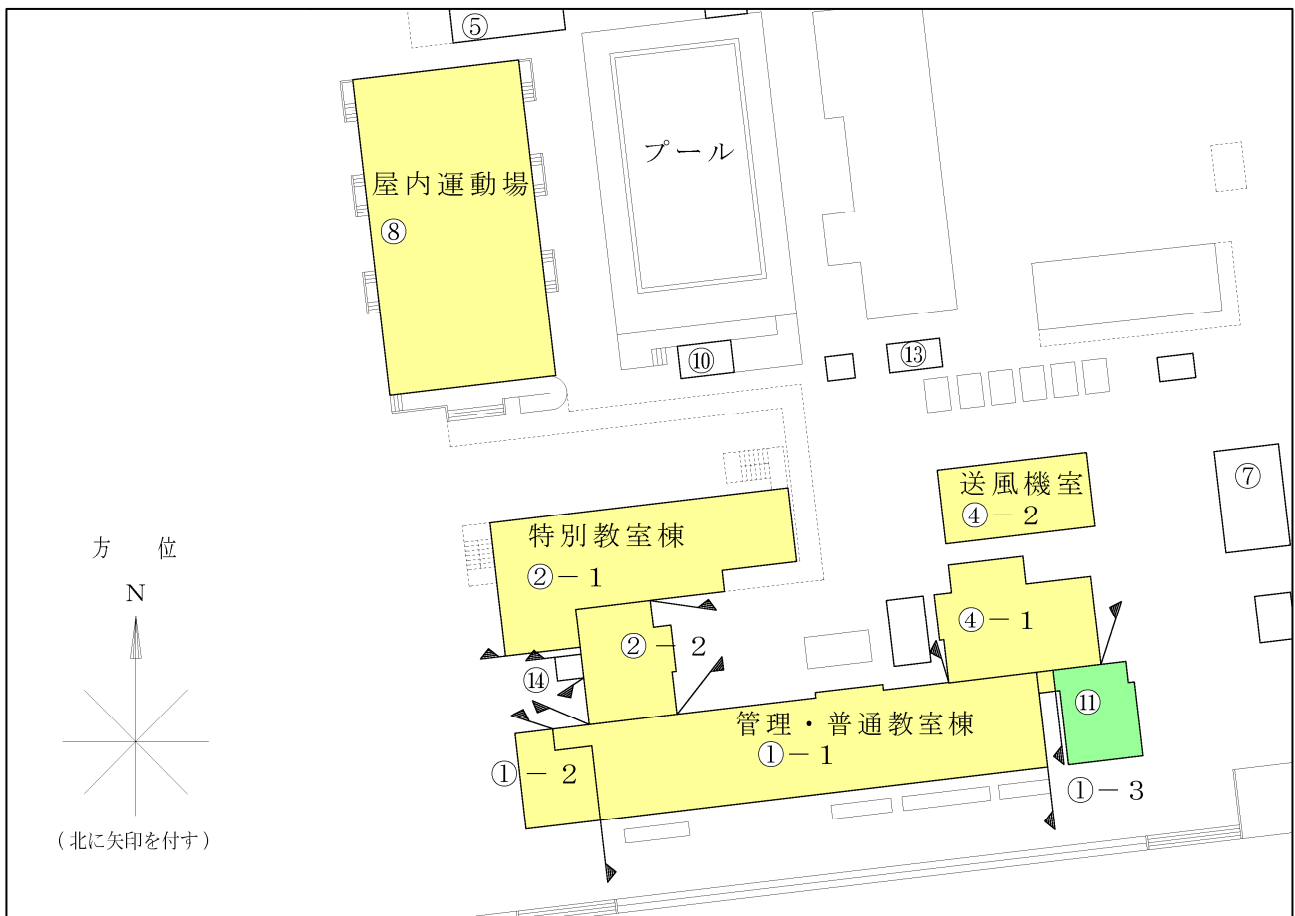 ⑤
プール
屋内運動場
⑧
⑩
⑬
⑦
送風機室
④－2
特別教室棟
②－1
方　位
N
④－1
②－2
⑭
⑪
管理・普通教室棟
①－1
①－2
①－3
（北に矢印を付す）